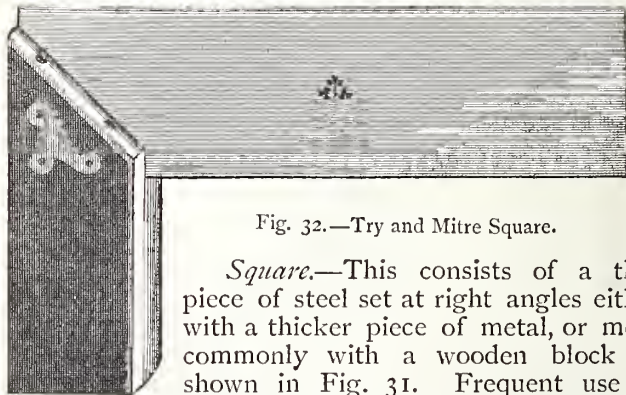 Fig. 32.—Try and Mitre Square.
Square.—This consists of a
piece of steel set at right angles
with a thicker piece of metal, or
commonly with a wooden block
shown in Fig. 31. Frequent use